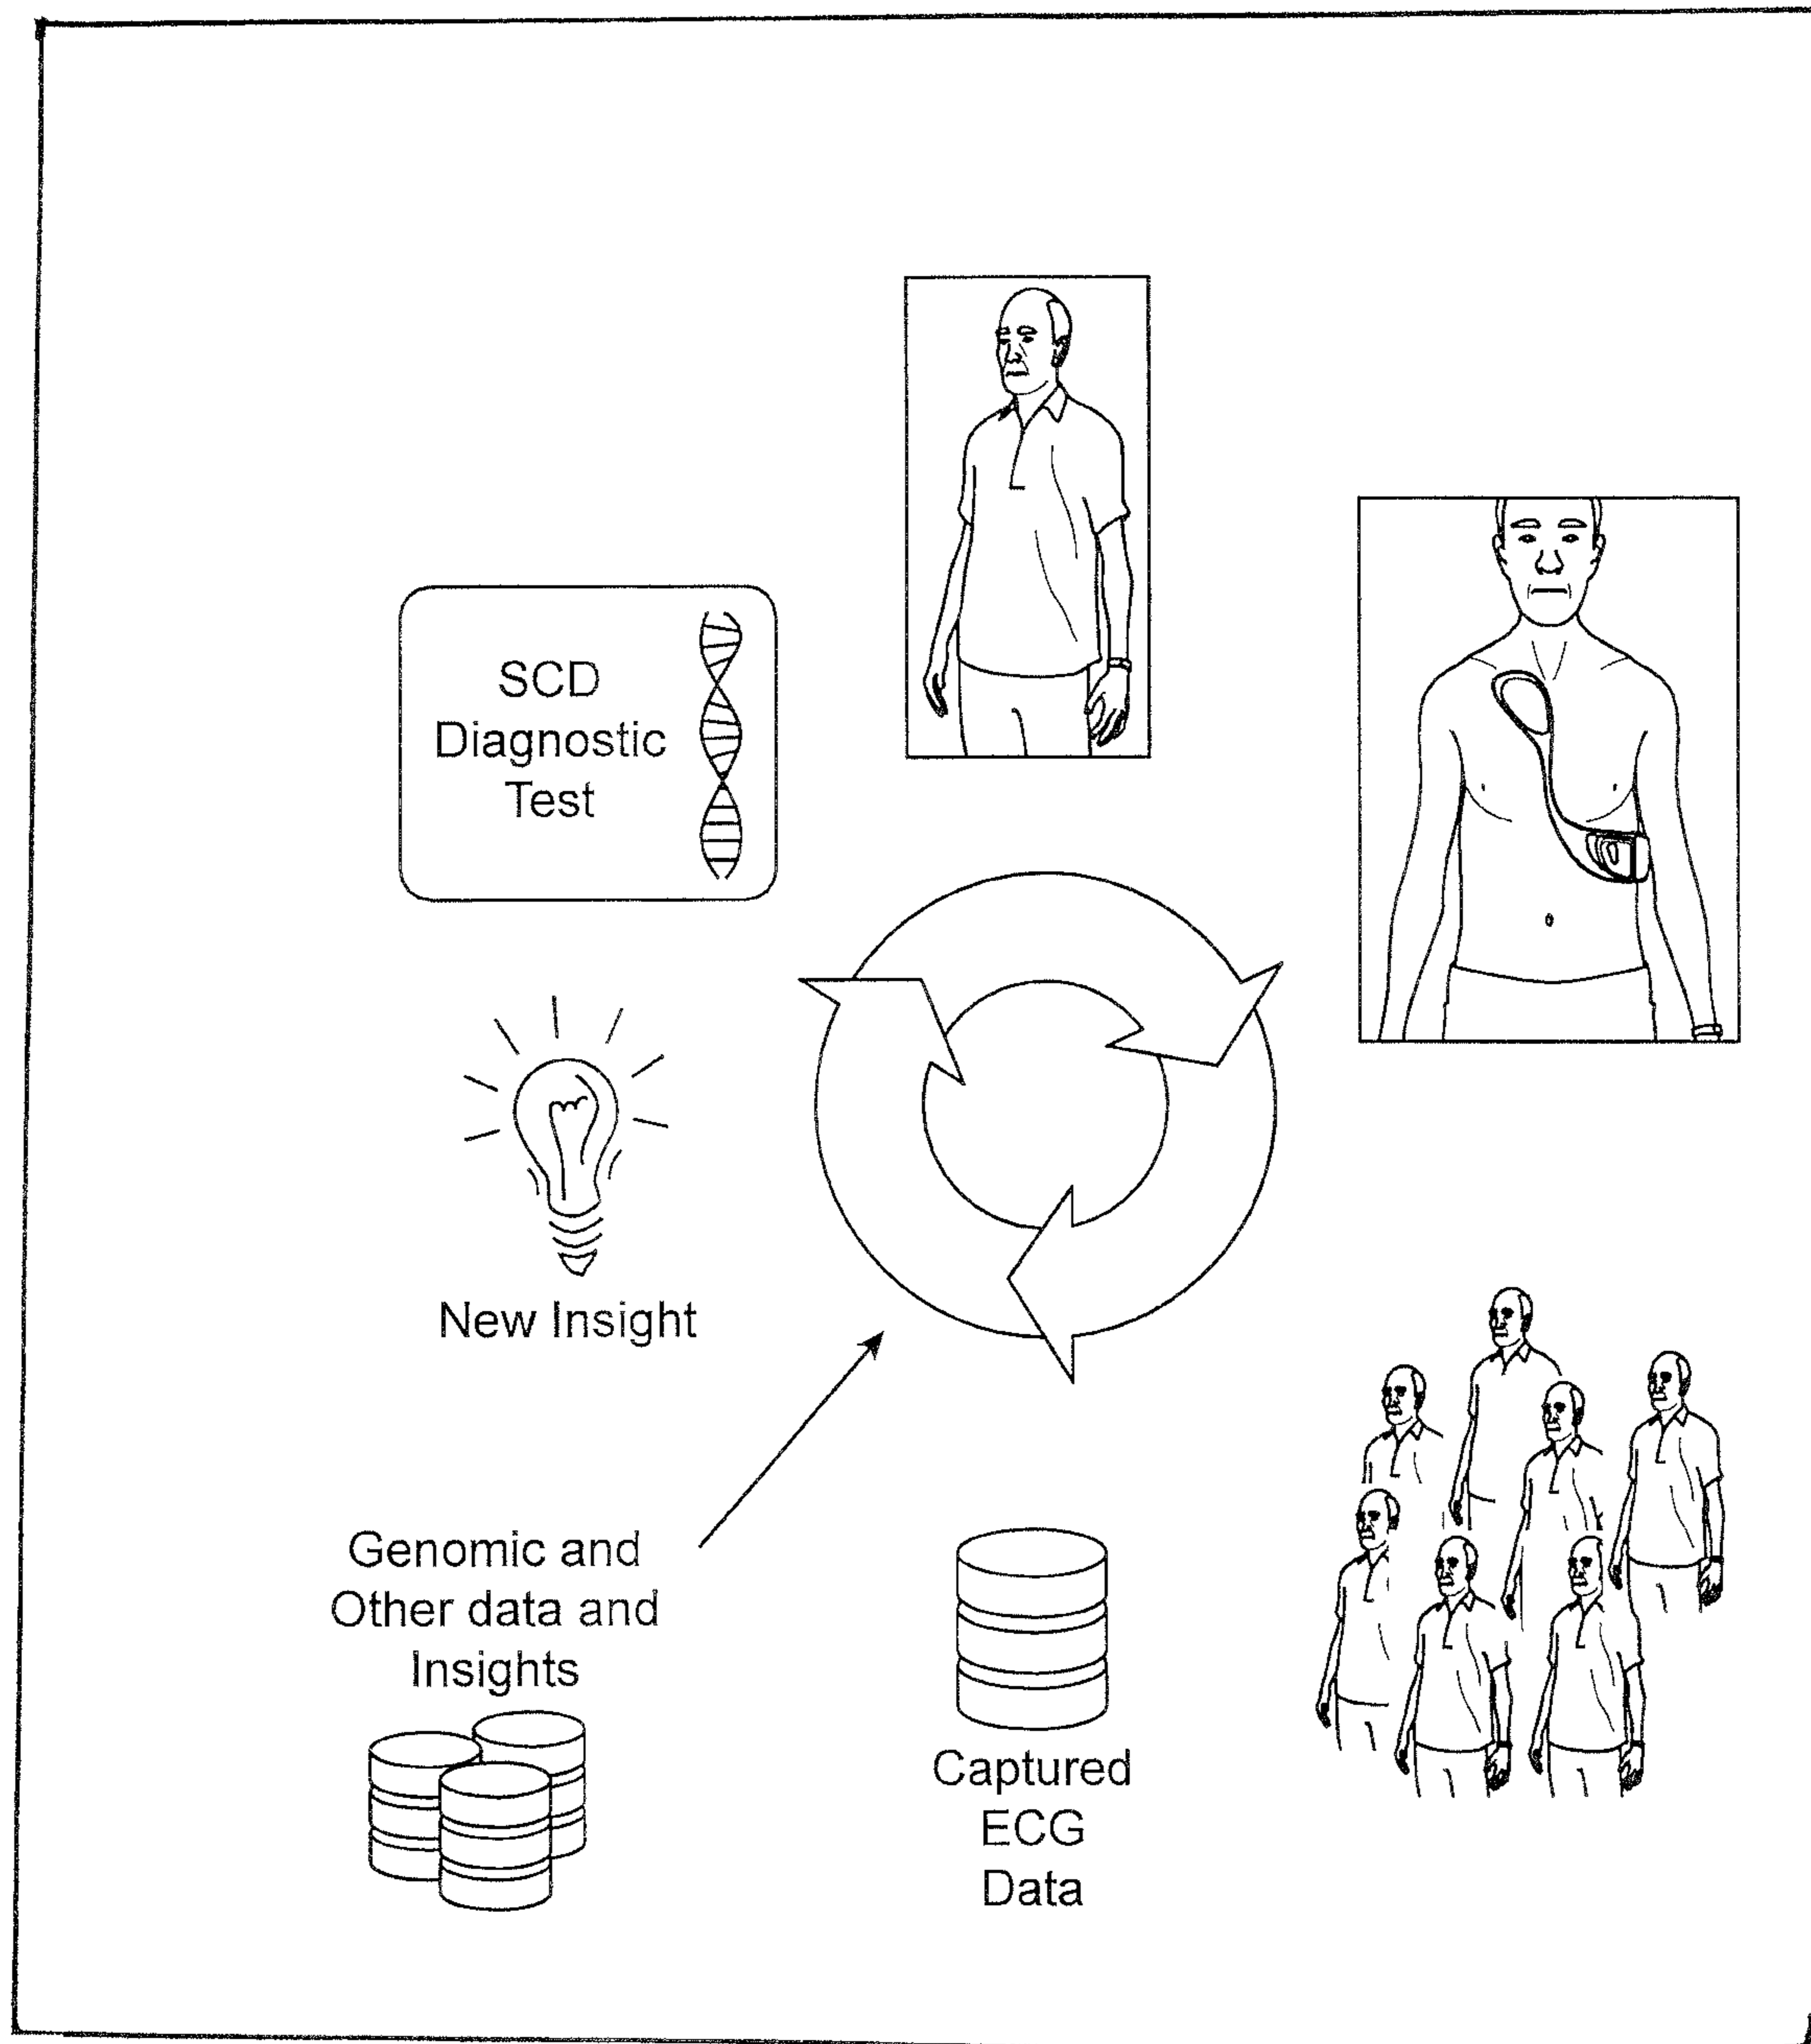 SCD
Diagnostic
Test
New Insight
Genomic and
Other data and
Insights
Captured
ECG
Data